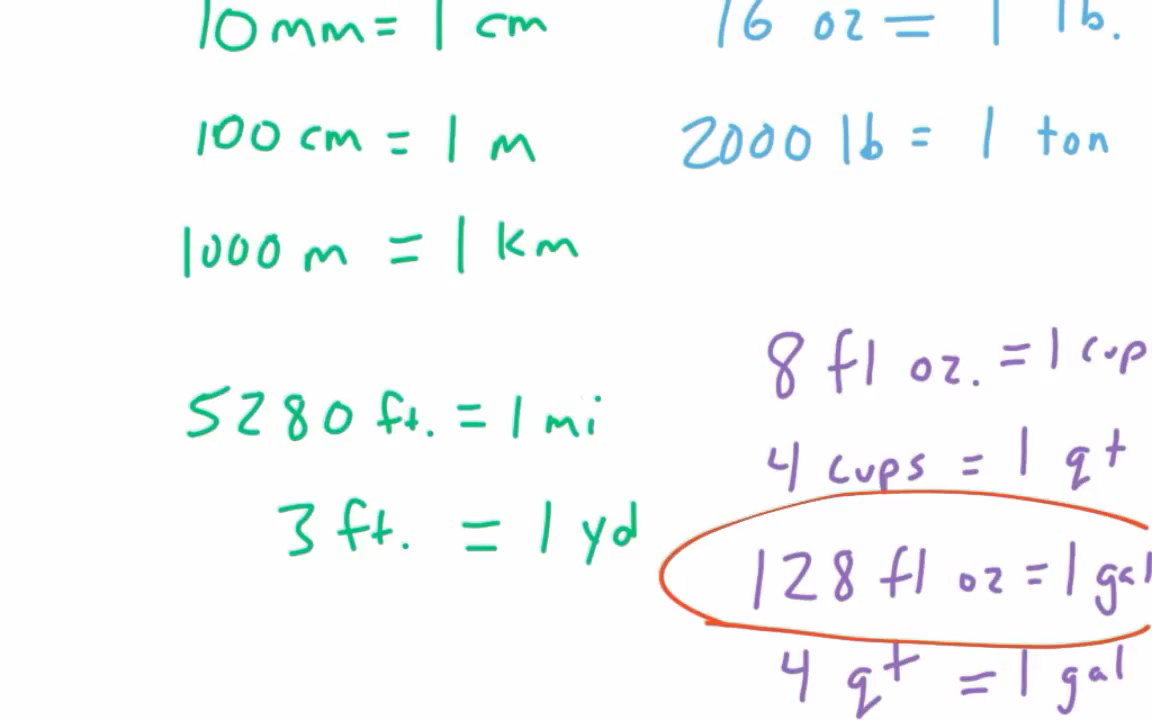 10 mm = 1 cm
100 cm = 1 m
1000 m = 1 km
5280 ft. = 1 mi
3 ft. = 1 yd
16 oz = 1 lb.
2000 lb = 1 ton
8 fl oz. = 1 cup
4 cups = 1 qt
128 fl oz = 1 gal
4 qt = 1 gal